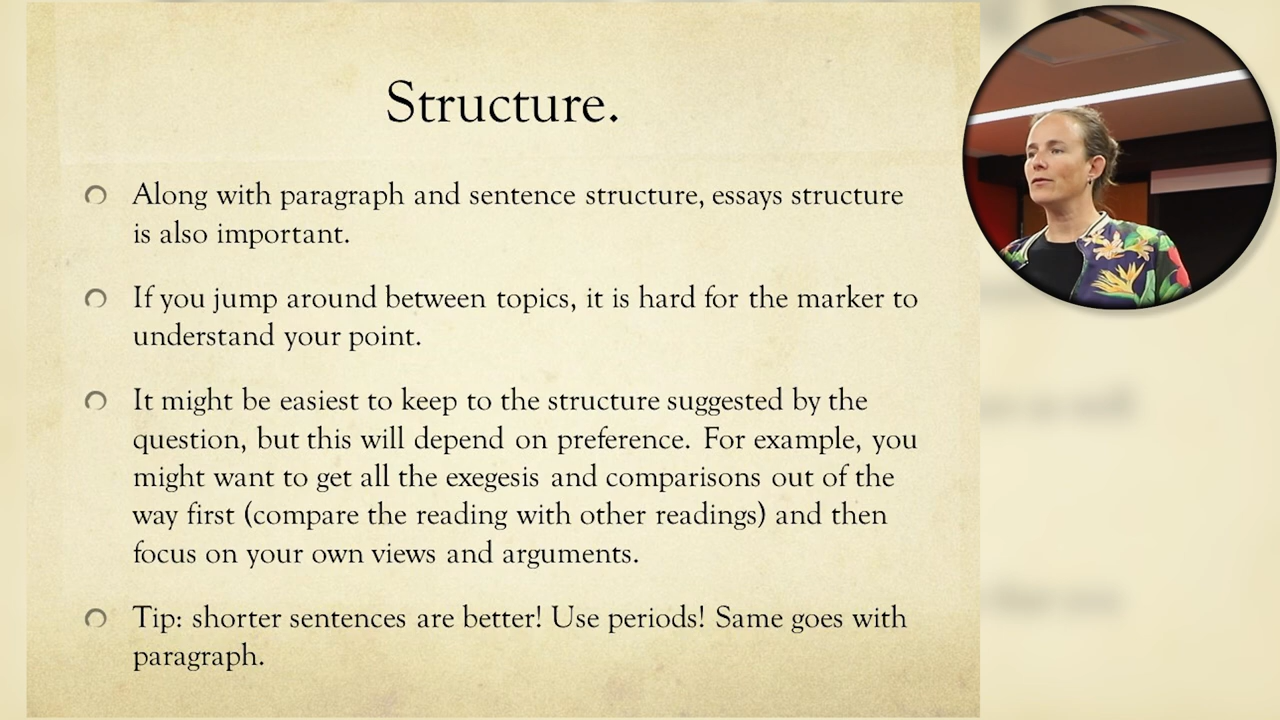 Structure.
Along with paragraph and sentence structure, essays structure
is also important.
If you jump around between topics, it is hard for the marker to
understand your point.
It might be easiest to keep to the structure suggested by the
question, but this will depend on preference. For example, you
might want to get all the exegesis and comparisons out of the
way first (compare the reading with other readings) and then
focus on your own views and arguments.
Tip: shorter sentences are better! Use periods! Same goes with
paragraph.